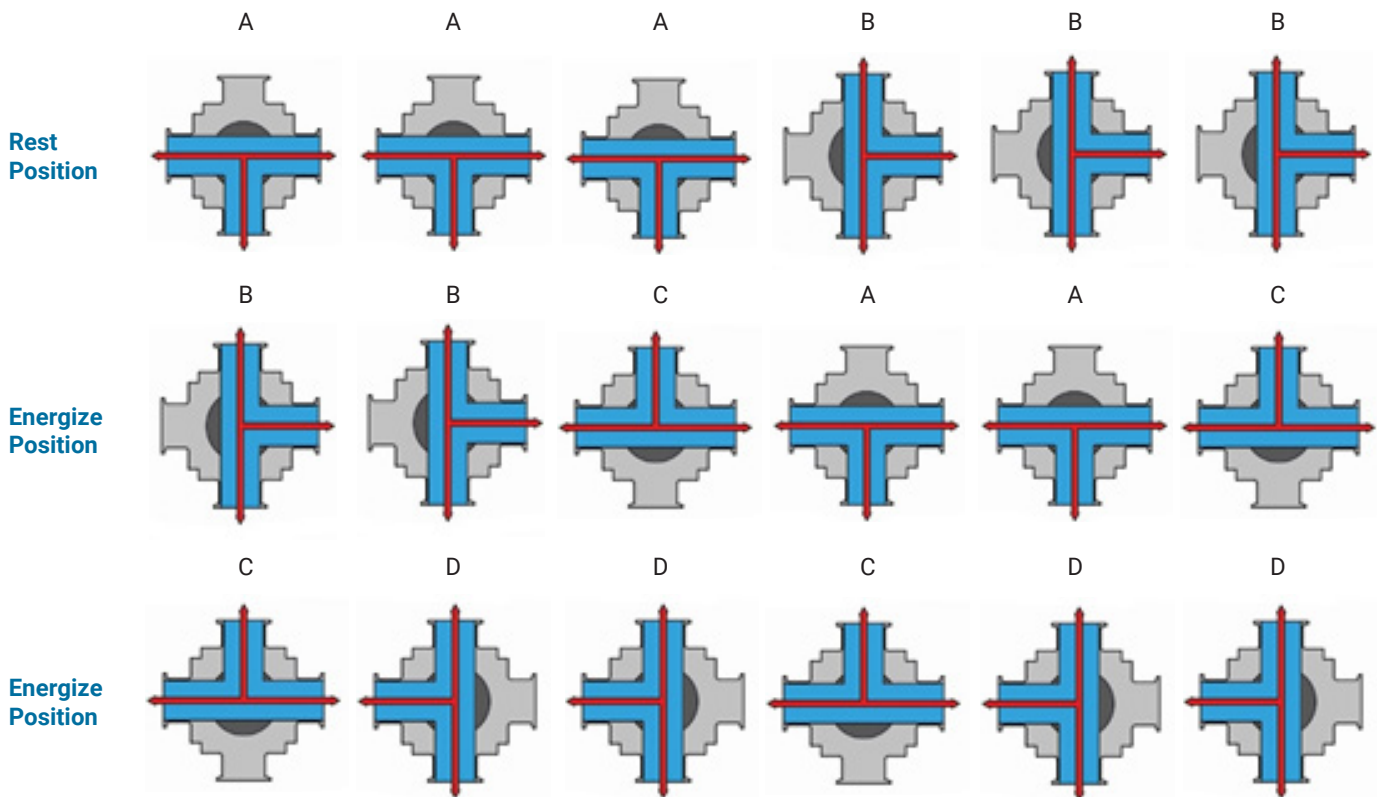 A A A B B B
Rest
Position
B B C A A C
Energize
Position
C D D C D D
Energize
Position